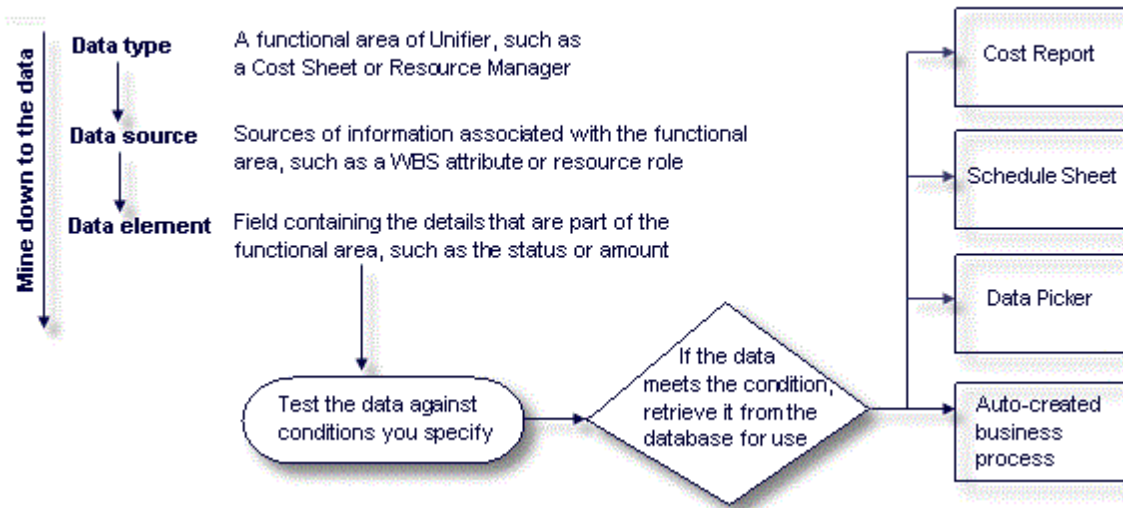 Mine down to the data
Data type
A functional area of Unifier, such as
a Cost Sheet or Resource Manager
Data source
Sources of information associated with the functional
area, such as a WBS attribute or resource role
Data element
Field containing the details that are part of the
functional area, such as the status or amount
Test the data against
conditions you specify
If the data
meets the condition,
retrieve it from the
database for use
Cost Report
Schedule Sheet
Data Picker
Auto-created
business
process